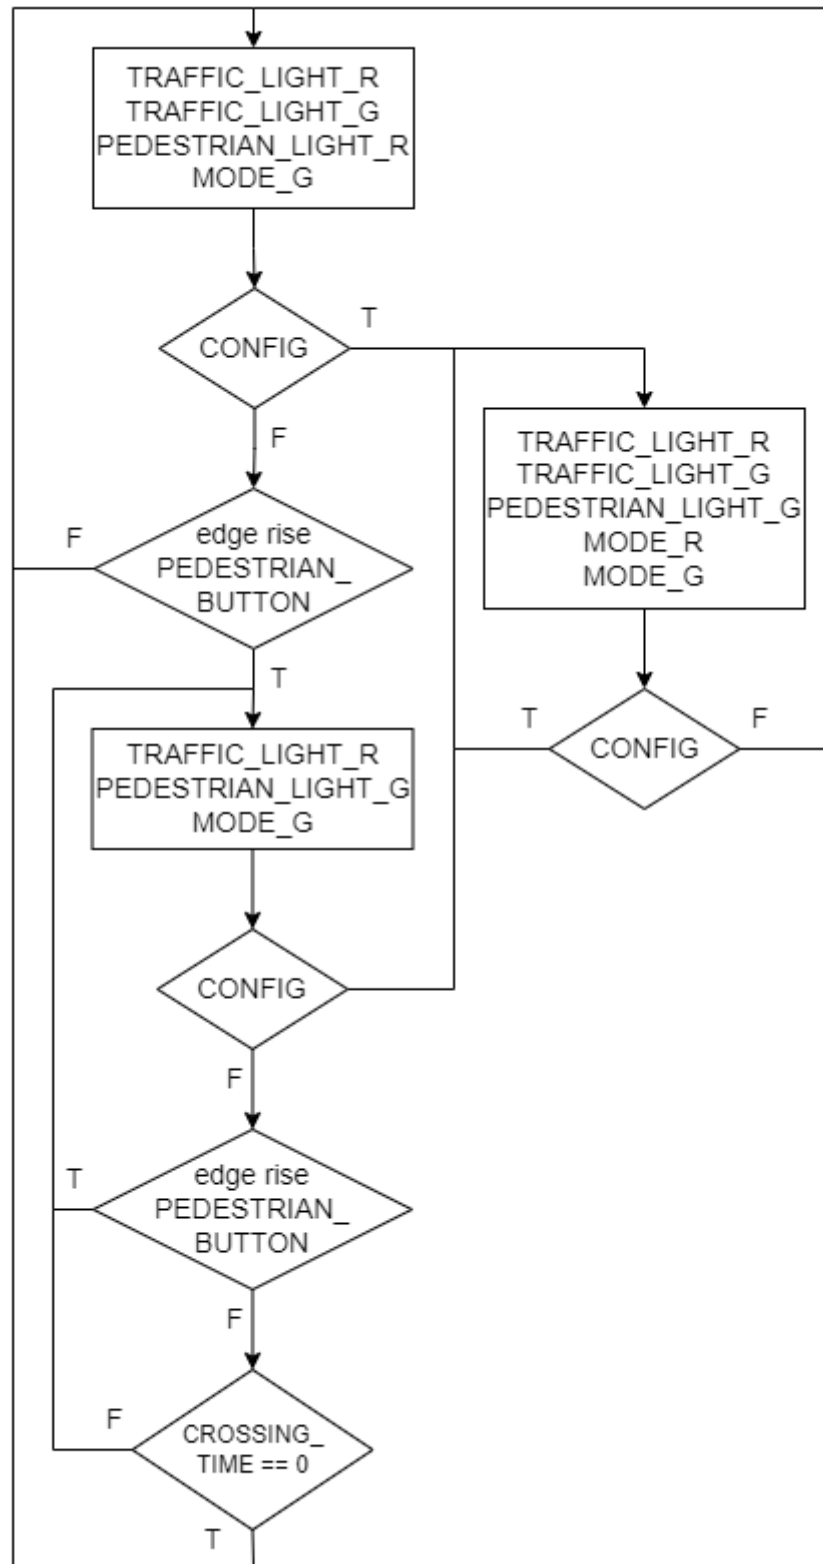 TRAFFIC_LIGHT_R
TRAFFIC_LIGHT_G
PEDESTRIAN_LIGHT_R
MODE_G
CONFIG
T
F
edge rise
PEDESTRIAN_
BUTTON
F
T
TRAFFIC_LIGHT_R
TRAFFIC_LIGHT_G
PEDESTRIAN_LIGHT_G
MODE_R
MODE_G
CONFIG
T
F
TRAFFIC_LIGHT_R
PEDESTRIAN_LIGHT_G
MODE_G
CONFIG
F
edge rise
PEDESTRIAN_
BUTTON
T
F
CROSSING_
TIME == 0
F
T